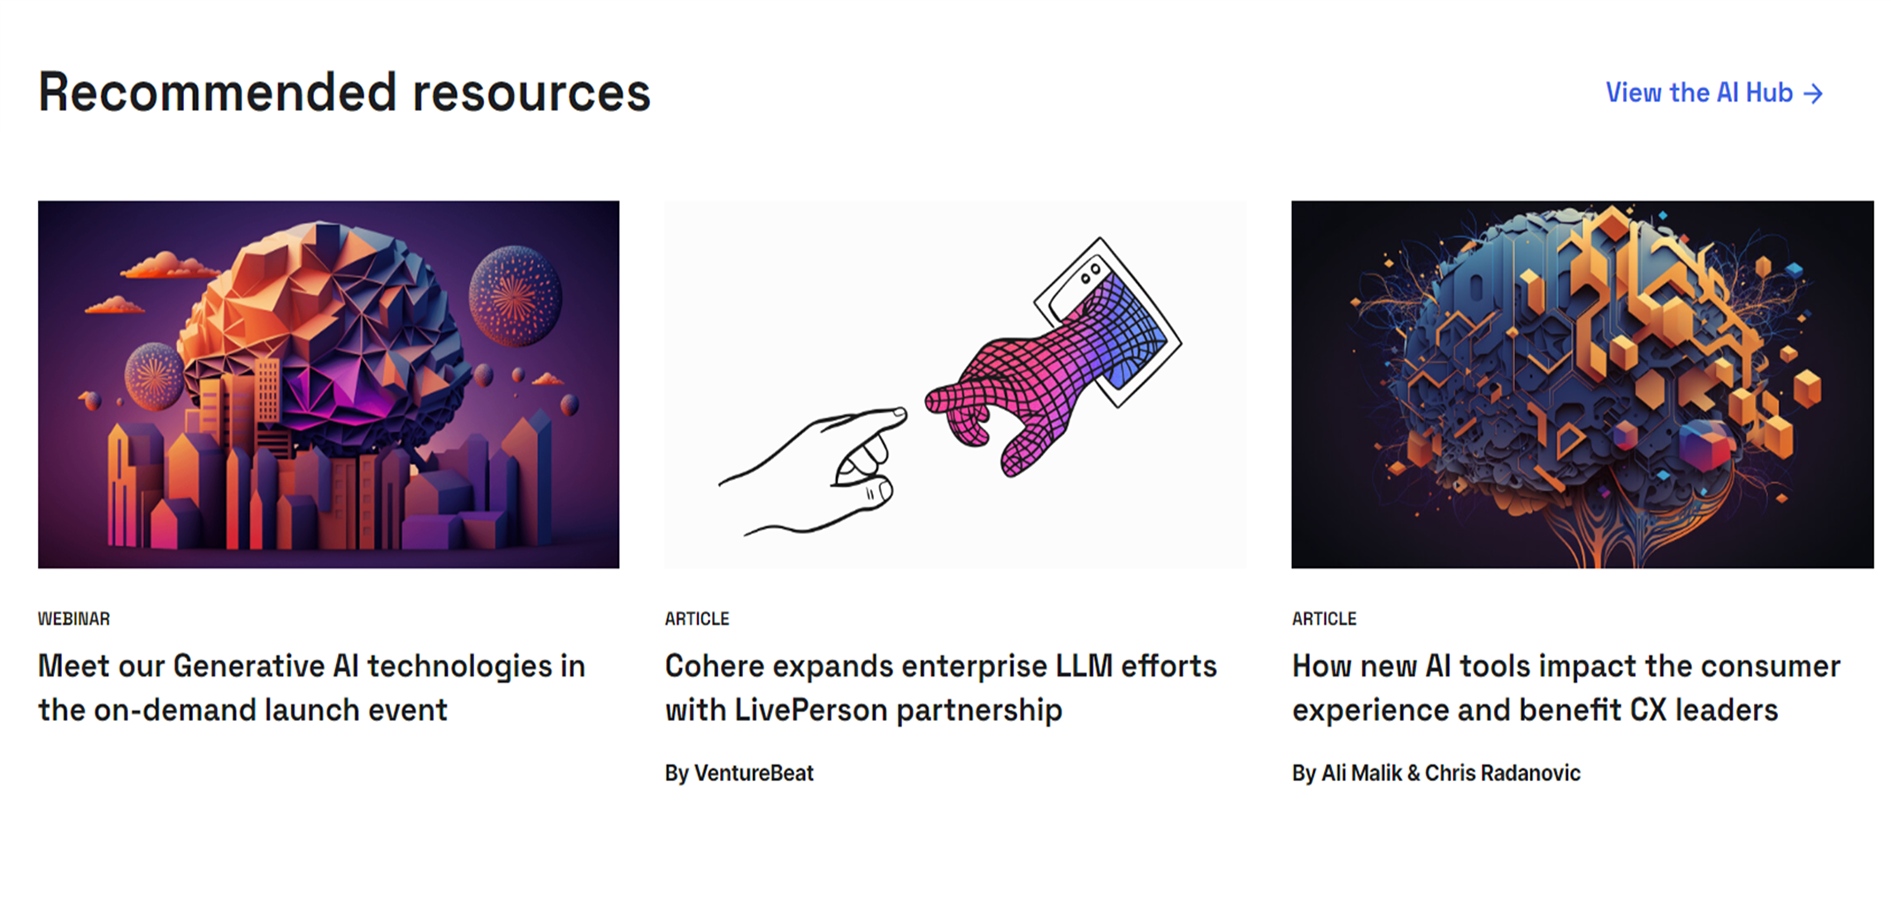 Recommended resources
View the AI Hub →
WEBINAR
Meet our Generative AI technologies in
the on-demand launch event
ARTICLE
Cohere expands enterprise LLM efforts
with LivePerson partnership
By VentureBeat
ARTICLE
How new AI tools impact the consumer
experience and benefit CX leaders
By Ali Malik & Chris Radanovic